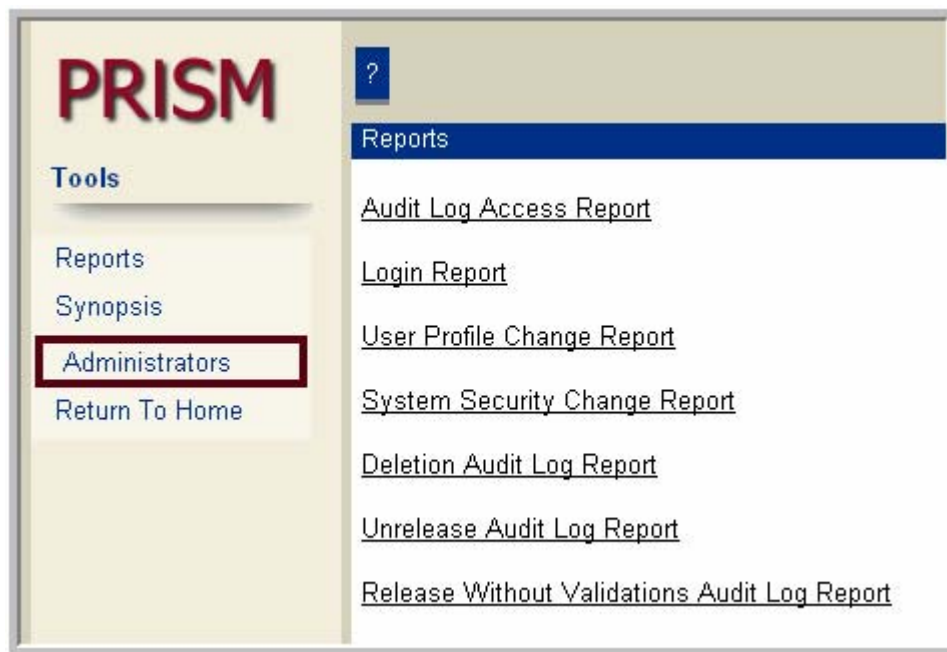 PRISM
Tools
Reports
Synopsis
Administrators
Return To Home
?
Reports
Audit Log Access Report
Login Report
User Profile Change Report
System Security Change Report
Deletion Audit Log Report
Unrelease Audit Log Report
Release Without Validations Audit Log Report